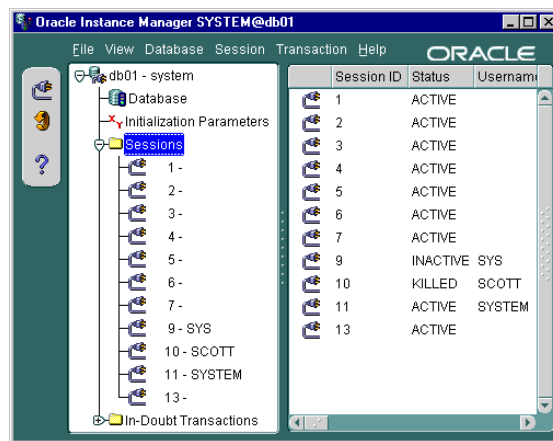 Oracle Instance Manager SYSTEM@db01
File View Database Session Transaction Help
ORACLE
db01 - system
Database
Initialization Parameters
Sessions
1 -
2 -
3 -
4 -
5 -
6 -
7 -
9 - SYS
10 - SCOTT
11 - SYSTEM
13 -
In-Doubt Transactions
Session ID Status Usernam
1 ACTIVE
2 ACTIVE
3 ACTIVE
4 ACTIVE
5 ACTIVE
6 ACTIVE
7 ACTIVE
9 INACTIVE SYS
10 KILLED SCOTT
11 ACTIVE SYSTEM
13 ACTIVE